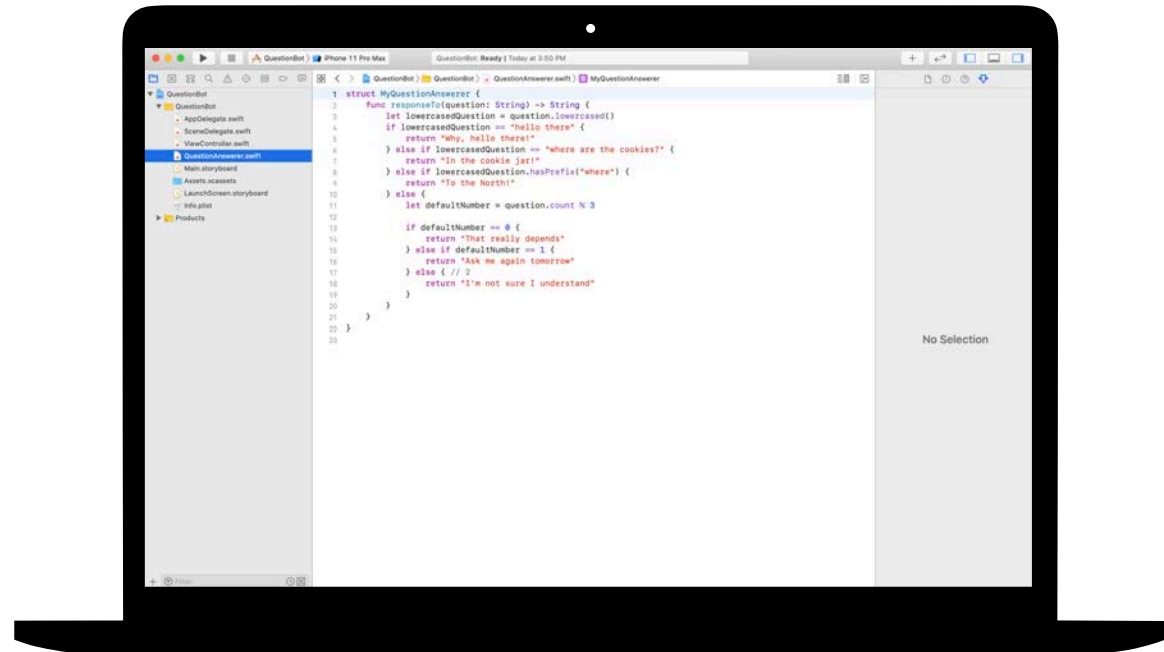 QuestionBot iPhone 11 Pro Max QuestionBot: Ready | Today at 3:50 PM
QuestionBot QuestionBot QuestionAnswerer.swift MyQuestionAnswerer
QuestionBot
QuestionBot
AppDelegate.swift
SceneDelegate.swift
ViewController.swift
QuestionAnswerer.swift
Main.storyboard
Assets.xcassets
LaunchScreen.storyboard
Info.plist
Products
1 struct MyQuestionAnswerer {
2 func responseTo(question: String) -> String {
3 let lowercasedQuestion = question.lowercased()
4 if lowercasedQuestion == "hello there" {
5 return "Why, hello there!"
6 } else if lowercasedQuestion == "where are the cookies?" {
7 return "In the cookie jar!"
8 } else if lowercasedQuestion.hasPrefix("where") {
9 return "To the North!"
10 } else {
11 let defaultNumber = question.count % 3
12
13 if defaultNumber == 0 {
14 return "That really depends"
15 } else if defaultNumber == 1 {
16 return "Ask me again tomorrow"
17 } else { // 2
18 return "I'm not sure I understand"
19 }
20 }
21 }
22 }
23
No Selection
Filter